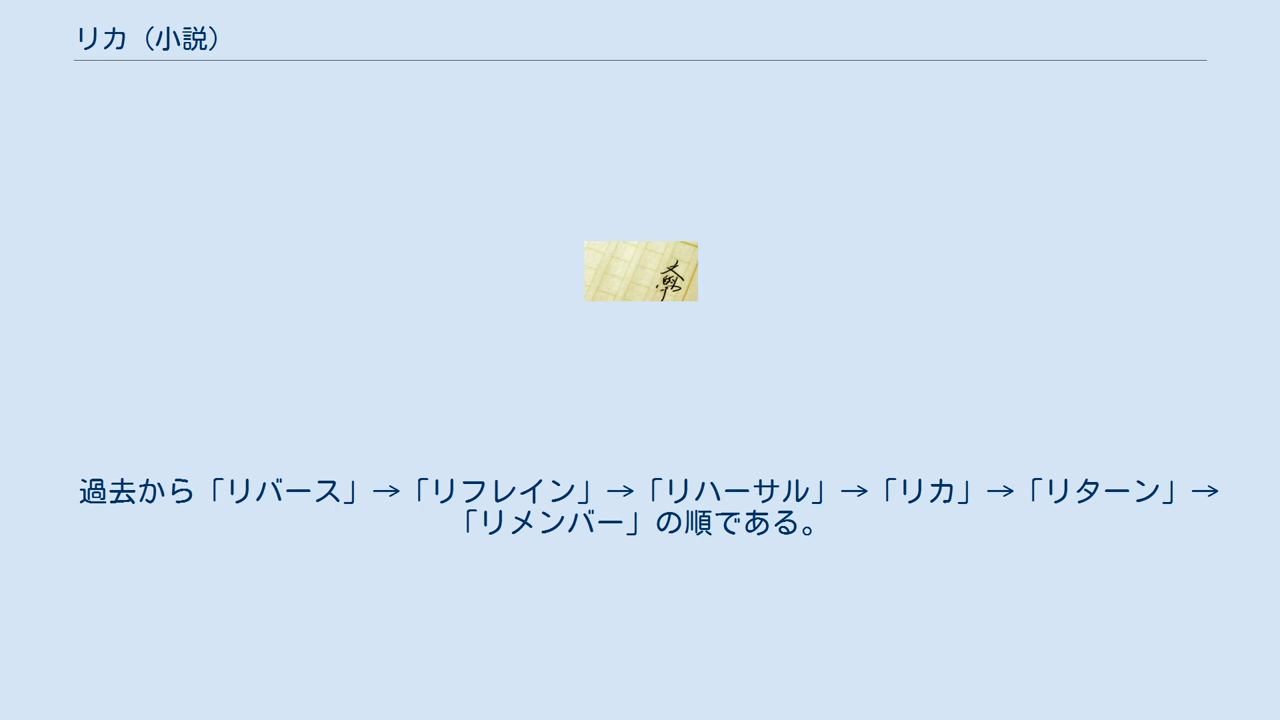 リカ（小説）
過去から「リバース」→「リフレイン」→「リハーサル」→「リカ」→「リターン」→
「リメンバー」の順である。